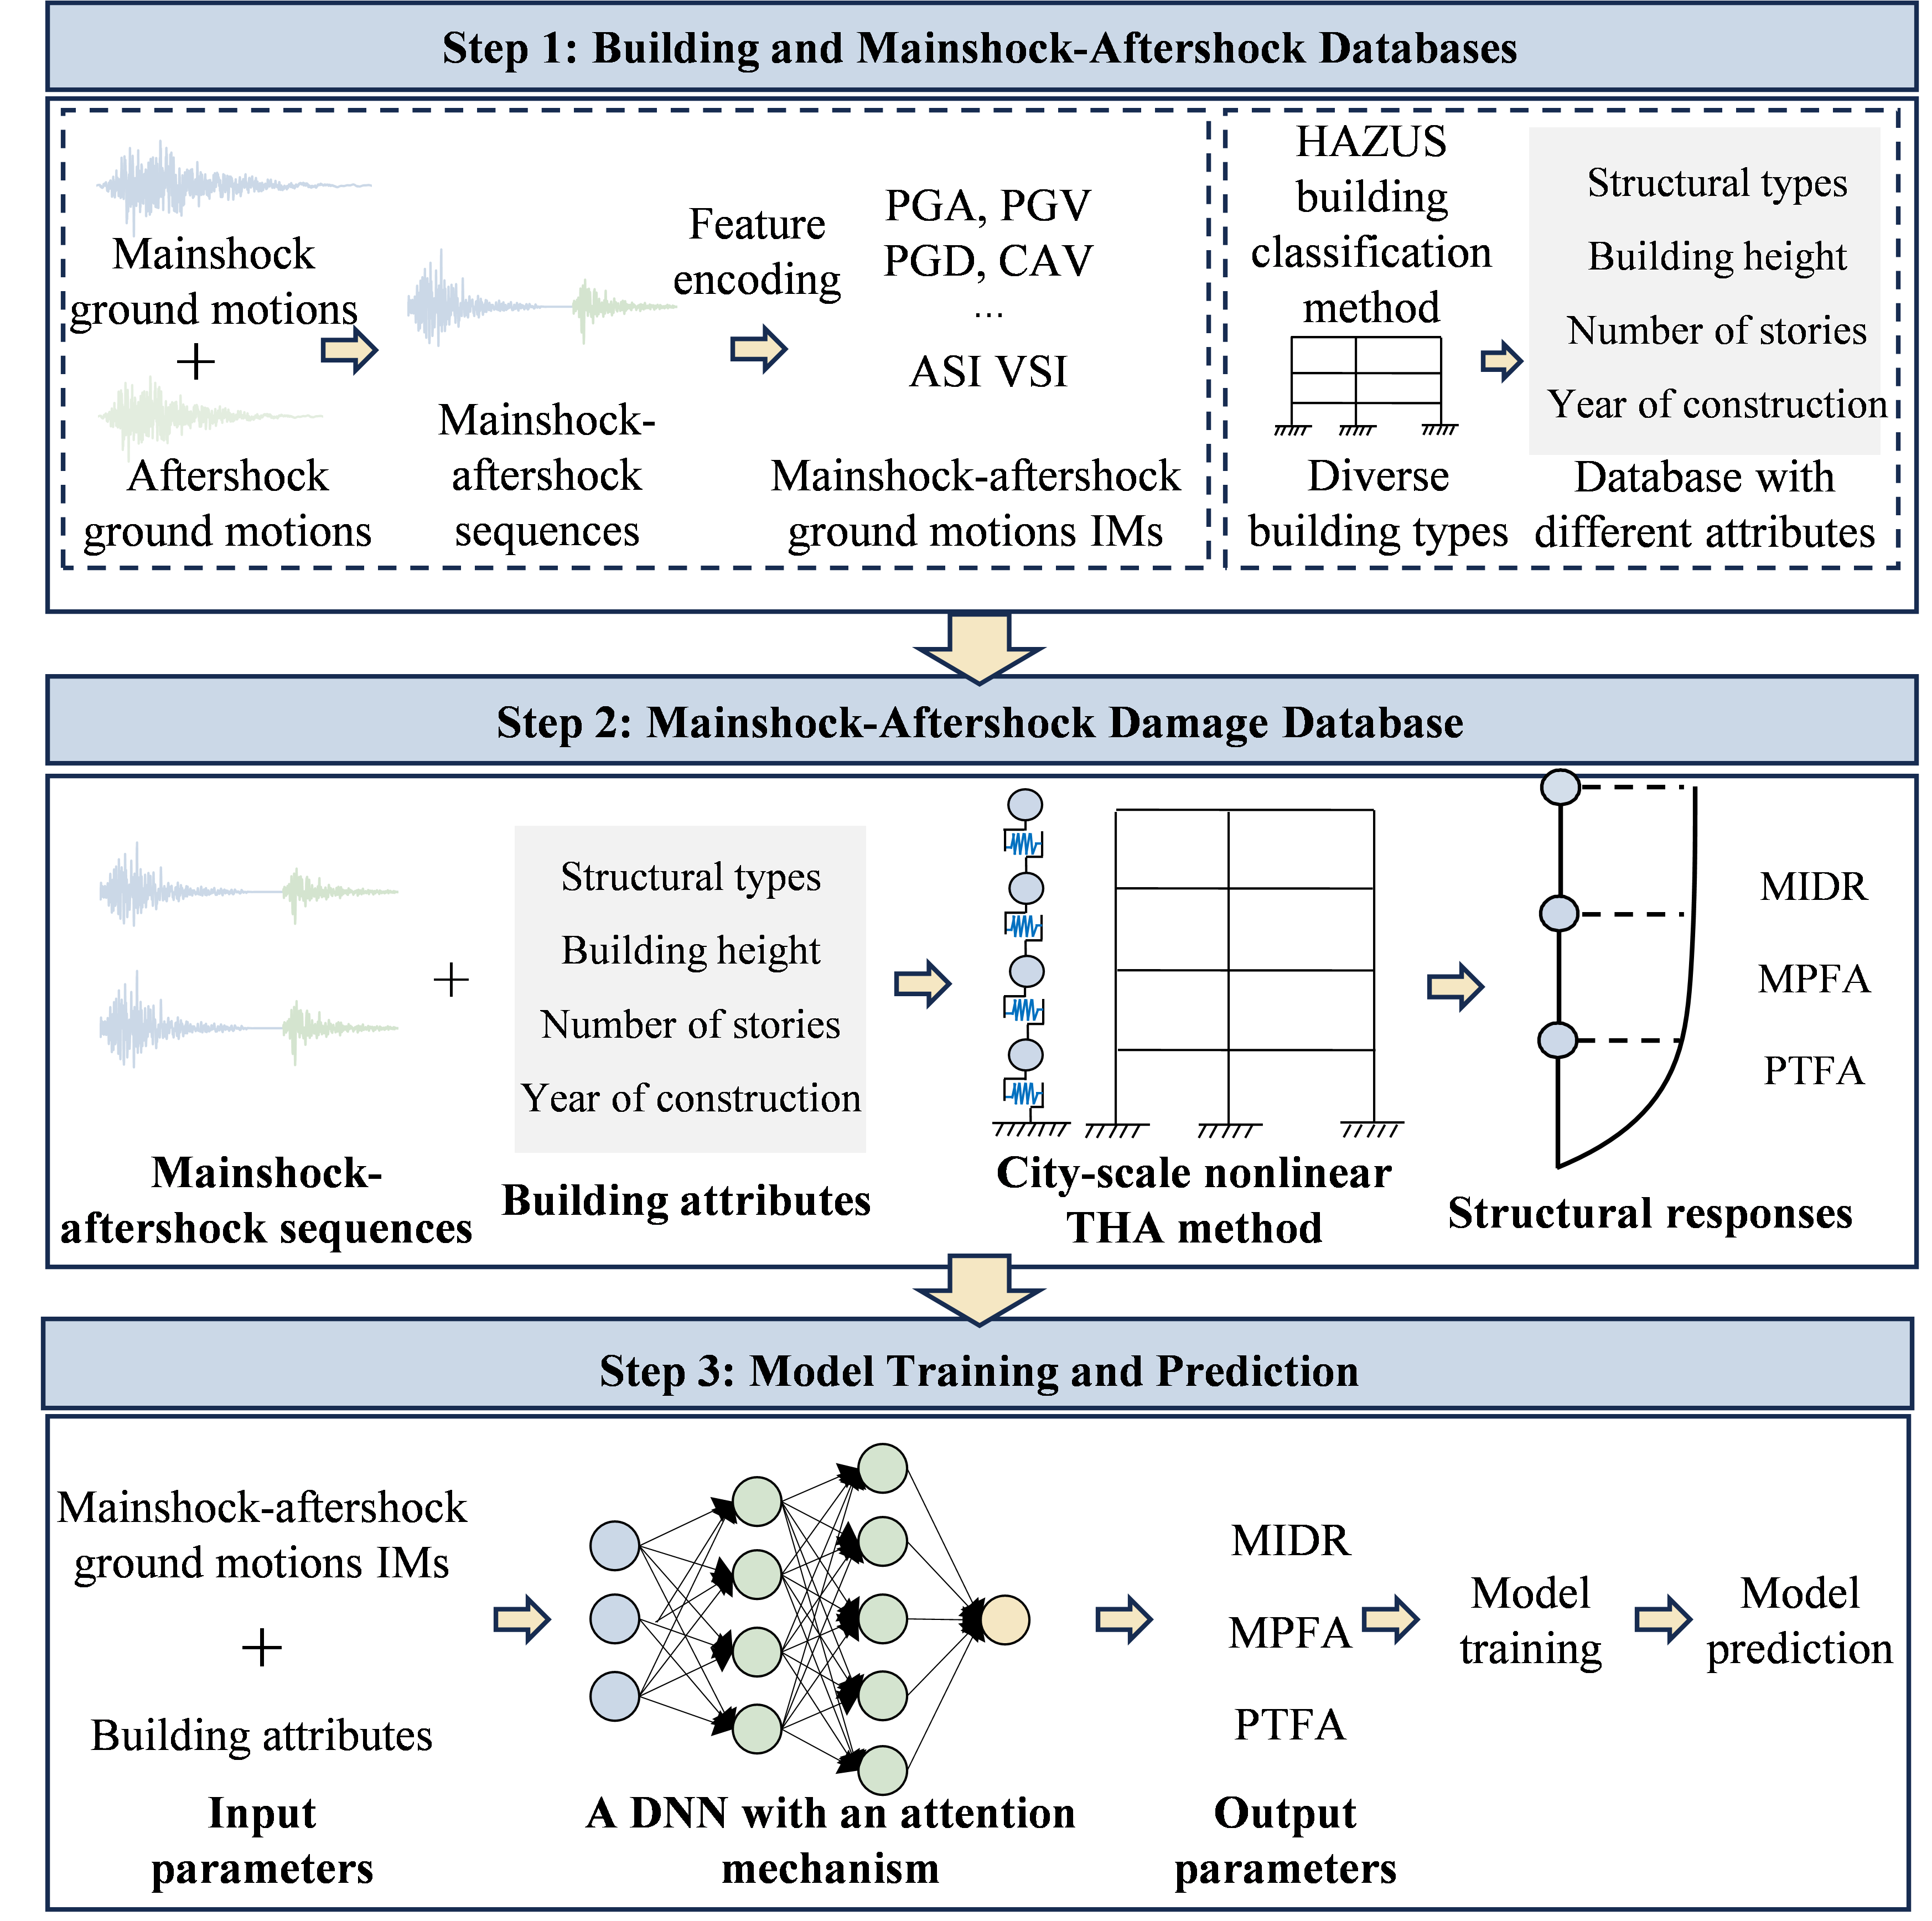 Step 1: Building and Mainshock-Aftershock Databases
Mainshock
ground motions
+
Aftershock
ground motions
Mainshock-
aftershock
sequences
Feature
encoding
PGA, PGV
PGD, CAV
...
ASI VSI
Mainshock-aftershock
ground motions IMs
HAZUS
building
classification
method
Diverse
building types
Structural types
Building height
Number of stories
Year of construction
Database with
different attributes
Step 2: Mainshock-Aftershock Damage Database
Mainshock-
aftershock sequences
+
Structural types
Building height
Number of stories
Year of construction
Building attributes
City-scale nonlinear
THA method
MIDR
MPFA
PTFA
Structural responses
Step 3: Model Training and Prediction
Mainshock-aftershock
ground motions IMs
+
Building attributes
Input
parameters
A DNN with an attention
mechanism
MIDR
MPFA
PTFA
Output
parameters
Model
training
Model
prediction